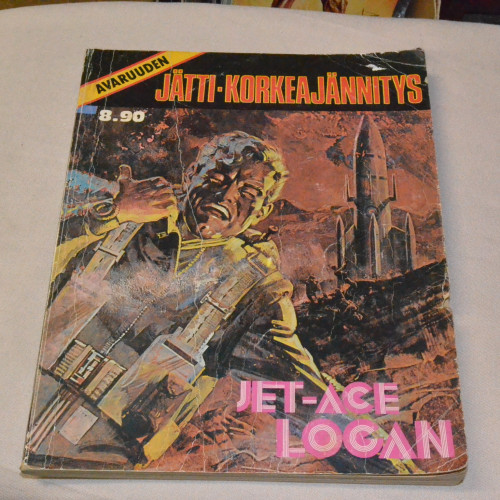 AVARUUDEN
JÄTTI-KORKEAJÄNNITYS
8.90
JET-ACE
LOGAN